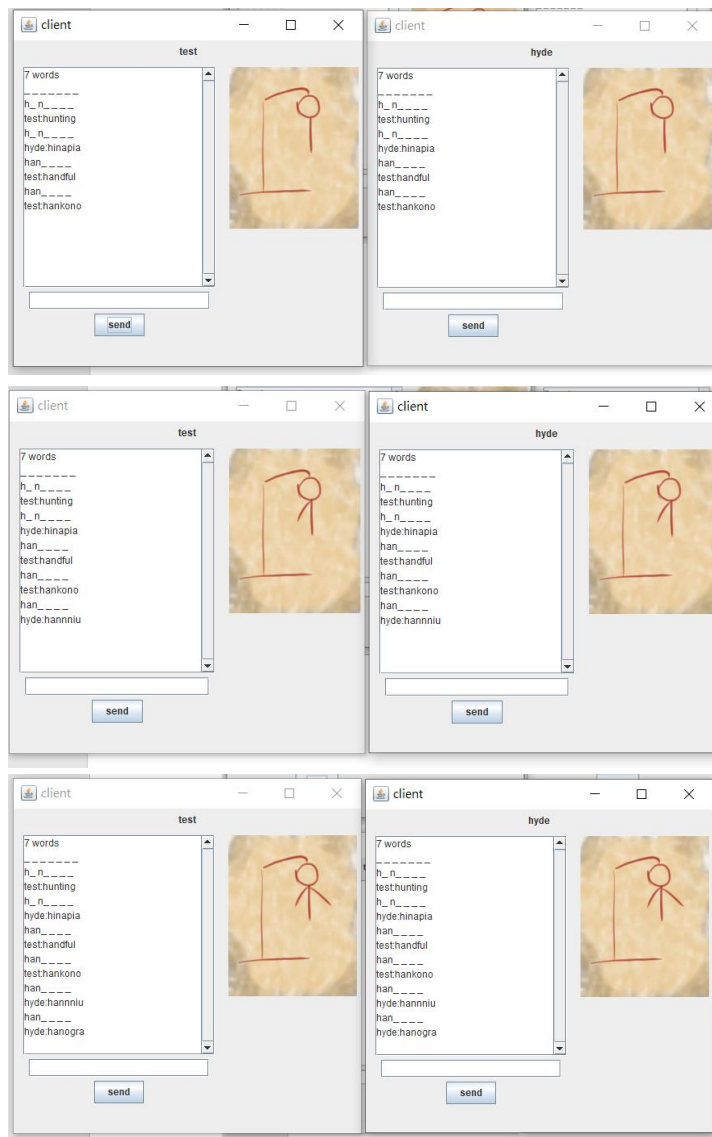 client
test
7 words
_ _ _ _ _ _ _
h_ n_ _ _ _
test:hunting
h_ n_ _ _ _
hyde:hinapia
han_ _ _ _
test:handful
han_ _ _ _
test:hankono
send
client
hyde
7 words
_ _ _ _ _ _ _
h_ n_ _ _ _
test:hunting
h_ n_ _ _ _
hyde:hinapia
han_ _ _ _
test:handful
han_ _ _ _
test:hankono
send
client
test
7 words
_ _ _ _ _ _ _
h_ n_ _ _ _
test:hunting
h_ n_ _ _ _
hyde:hinapia
han_ _ _ _
test:handful
han_ _ _ _
test:hankono
han_ _ _ _
hyde:hannniu
send
client
hyde
7 words
_ _ _ _ _ _ _
h_ n_ _ _ _
test:hunting
h_ n_ _ _ _
hyde:hinapia
han_ _ _ _
test:handful
han_ _ _ _
test:hankono
han_ _ _ _
hyde:hannniu
send
client
test
7 words
_ _ _ _ _ _ _
h_ n_ _ _ _
test:hunting
h_ n_ _ _ _
hyde:hinapia
han_ _ _ _
test:handful
han_ _ _ _
test:hankono
han_ _ _ _
hyde:hannniu
han_ _ _ _
hyde:hanogra
send
client
hyde
7 words
_ _ _ _ _ _ _
h_ n_ _ _ _
test:hunting
h_ n_ _ _ _
hyde:hinapia
han_ _ _ _
test:handful
han_ _ _ _
test:hankono
han_ _ _ _
hyde:hannniu
han_ _ _ _
hyde:hanogra
send